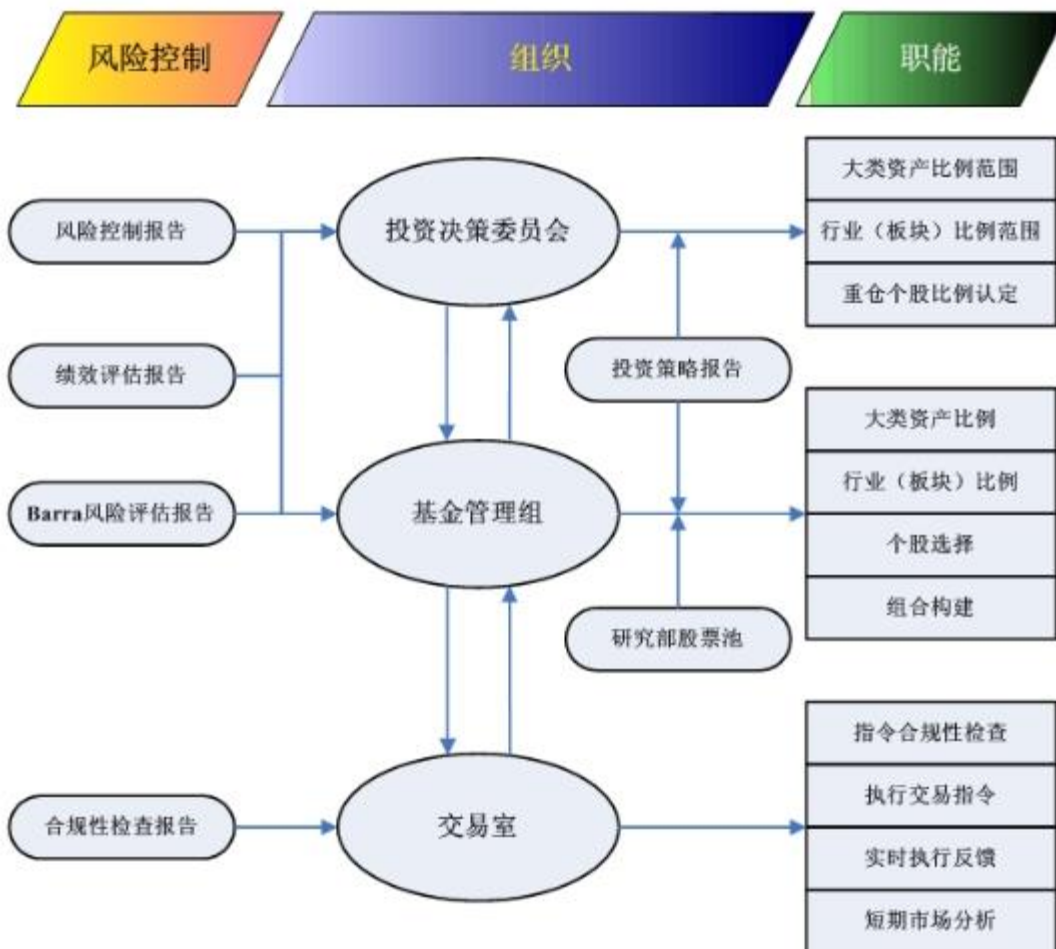 风险控制
组织
职能
风险控制报告
绩效评估报告
Barra风险评估报告
合规性检查报告
投资决策委员会
基金管理组
交易室
投资策略报告
研究部股票池
大类资产比例范围
行业（板块）比例范围
重仓个股比例认定
大类资产比例
行业（板块）比例
个股选择
组合构建
指令合规性检查
执行交易指令
实时执行反馈
短期市场分析